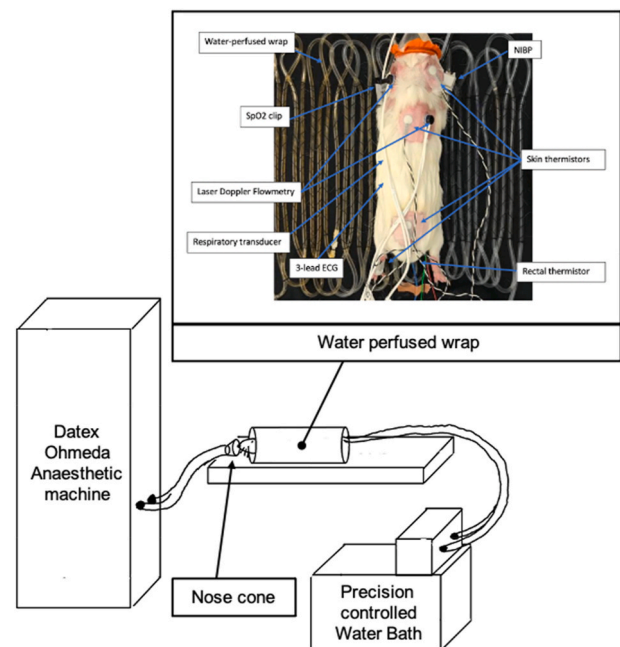 Water-perfused wrap
NIBP
SpO2 clip
Skin thermistors
Laser Doppler Flowmetry
Respiratory transducer
3-lead ECG
Rectal thermistor
Water perfused wrap
Datex
Ohmeda
Anaesthetic
machine
Nose cone
Precision
controlled
Water Bath